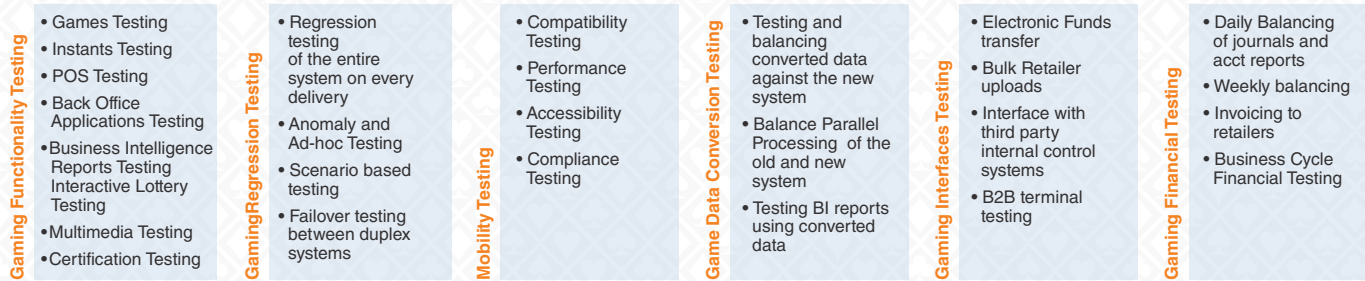 Gaming Functionality Testing
• Games Testing
• Instants Testing
• POS Testing
• Back Office
Applications Testing
•Business Intelligence
Reports Testing
Interactive Lottery
Testing
•Multimedia Testing
•Certification Testing
GamingRegression Testing
• Regression
testing
of the entire
system on every
delivery
• Anomaly and
Ad-hoc Testing
• Scenario based
testing
• Failover testing
between duplex
systems
Mobility Testing
• Compatibility
Testing
• Performance
Testing
• Accessibility
Testing
• Compliance
Testing
Game Data Conversion Testing
• Testing and
balancing
converted data
against the new
system
• Balance Parallel
Processing of the
old and new
system
• Testing BI reports
using converted
data
Gaming Interfaces Testing
• Electronic Funds
transfer
• Bulk Retailer
uploads
• Interface with
third party
internal control
systems
• B2B terminal
testing
Gaming Financial Testing
• Daily Balancing
of journals and
acct reports
• Weekly balancing
• Invoicing to
retailers
• Business Cycle
Financial Testing